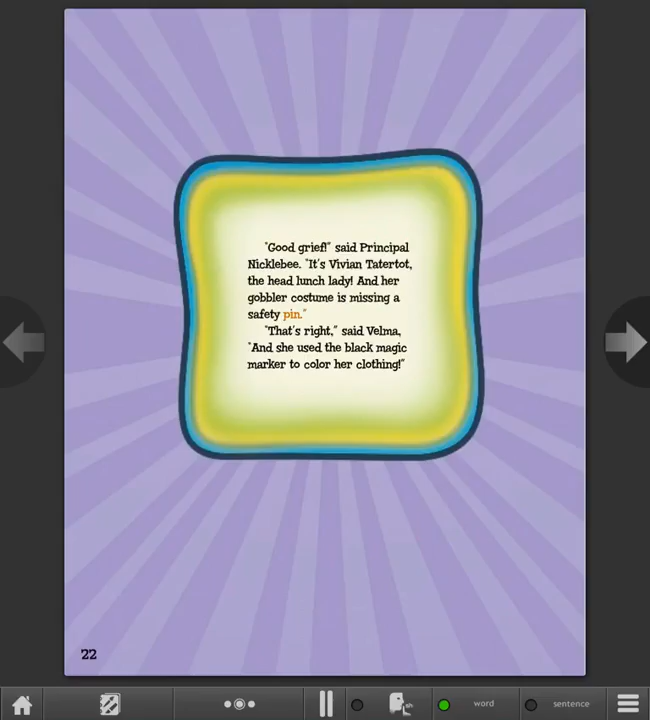 "Good grief!" said Principal
Nicklebee. "It's Vivian Tatertot,
the head lunch lady! And her
gobbler costume is missing a
safety pin."
"That's right," said Velma,
"And she used the black magic
marker to color her clothing!"
22
ah
word
sentence